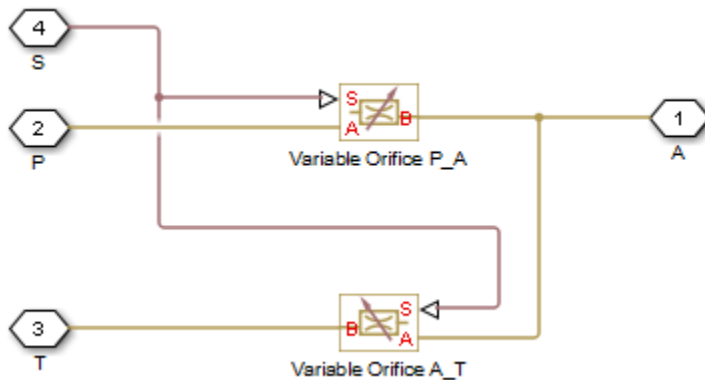 4
S
S
2
A
B
1
P
Variable Orifice P_A
A
S
3
B
A
T
Variable Orifice A_T